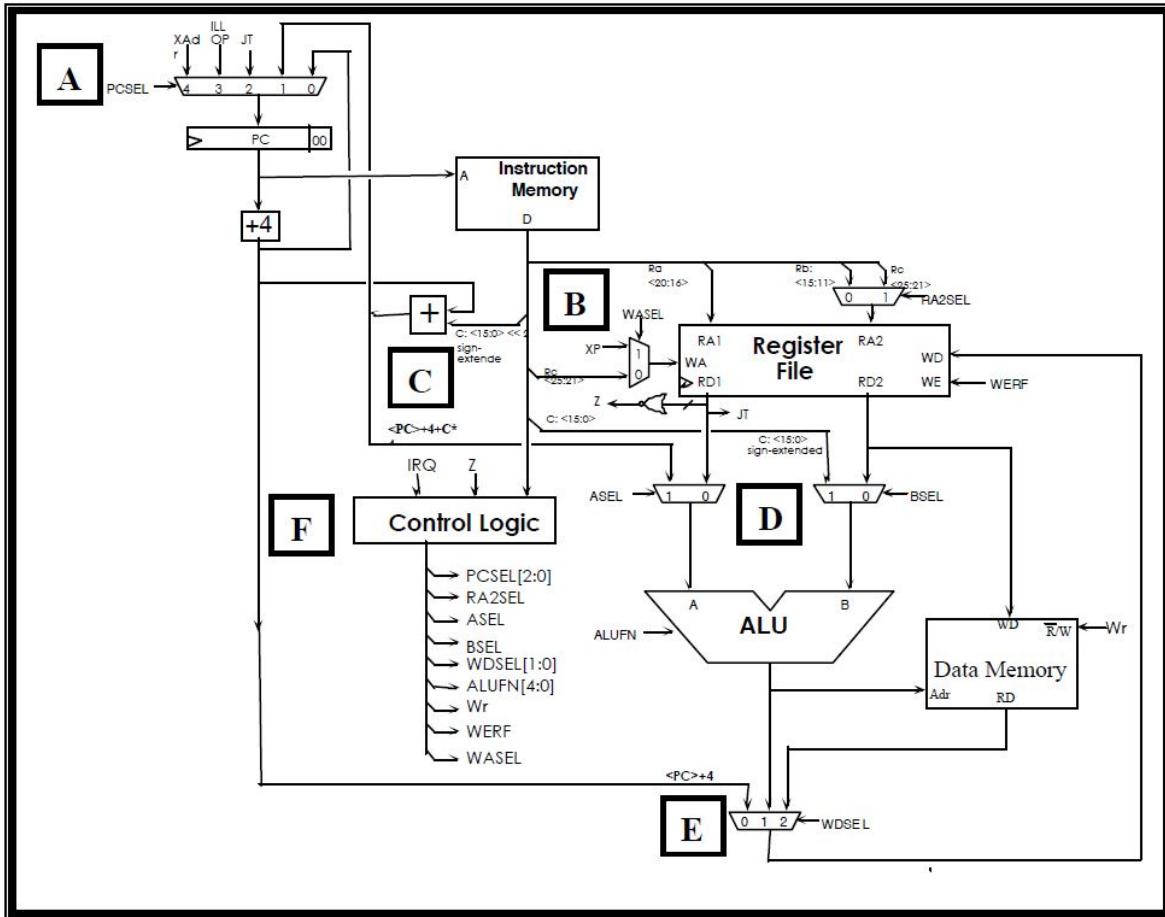 XAd
r
ILL
OP
JT
A
PCSEL
4 3 2 1 0
PC
00
+4
A
Instruction
Memory
D
B
Ra
<20:16>
Rb:
<15:11>
Rc
<25:21>
0 1
RA2SEL
+
C: <15:0> << 2
sign-
extende
C
WASEL
XP
1
0
Rc
<25:21>
RA1
RA2
WA
Register
File
WD
RD1
RD2
WE
WERF
Z
JT
C: <15:0>
<PC>+4+C*
4
C: <15:0>
sign-extended
IRQ
Z
ASEL
1 0
D
1 0
BSEL
F
Control Logic
PCSEL[2:0]
RA2SEL
ASEL
BSEL
WDSEL[1:0]
ALUFN[4:0]
Wr
WERF
WASEL
A
B
ALU
ALUFN
WD
R/W
Wr
Data Memory
Adr
RD
<PC>+4
E
0 1 2
WDSEL